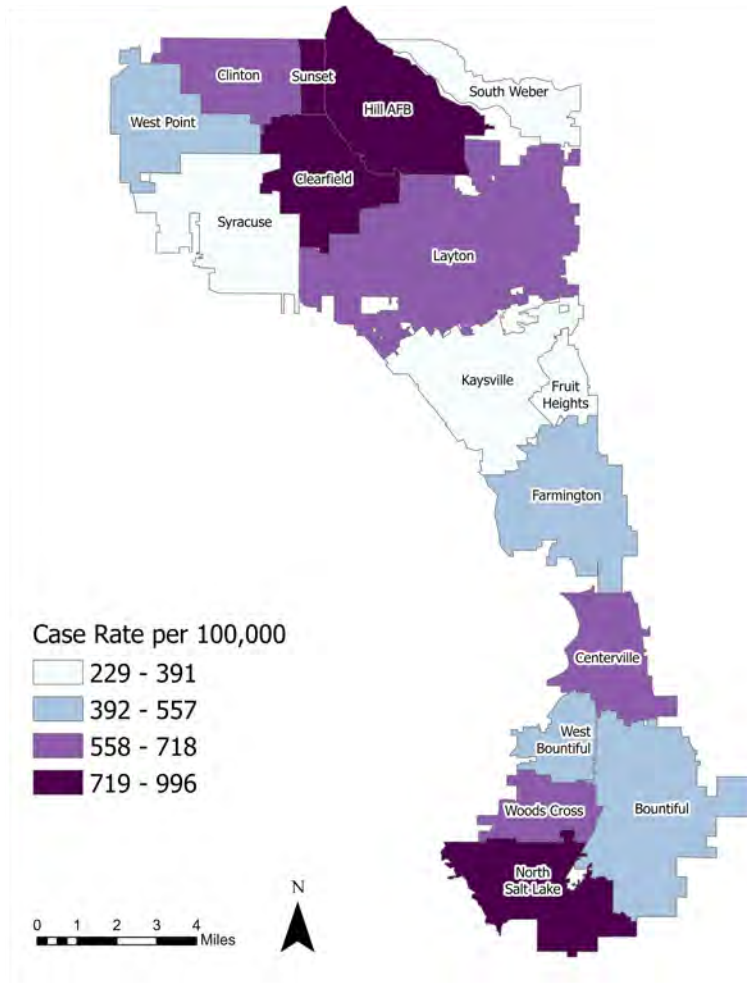 Clinton
Sunset
South Weber
Hill AFB
West Point
Clearfield
Syracuse
Layton
Kaysville
Fruit
Heights
Farmington
Case Rate per 100,000
229 - 391
392 - 557
558 - 718
719 - 996
Centerville
West
Bountiful
Woods Cross
Bountiful
North
Salt Lake
N
0 1 2 3 4
Miles